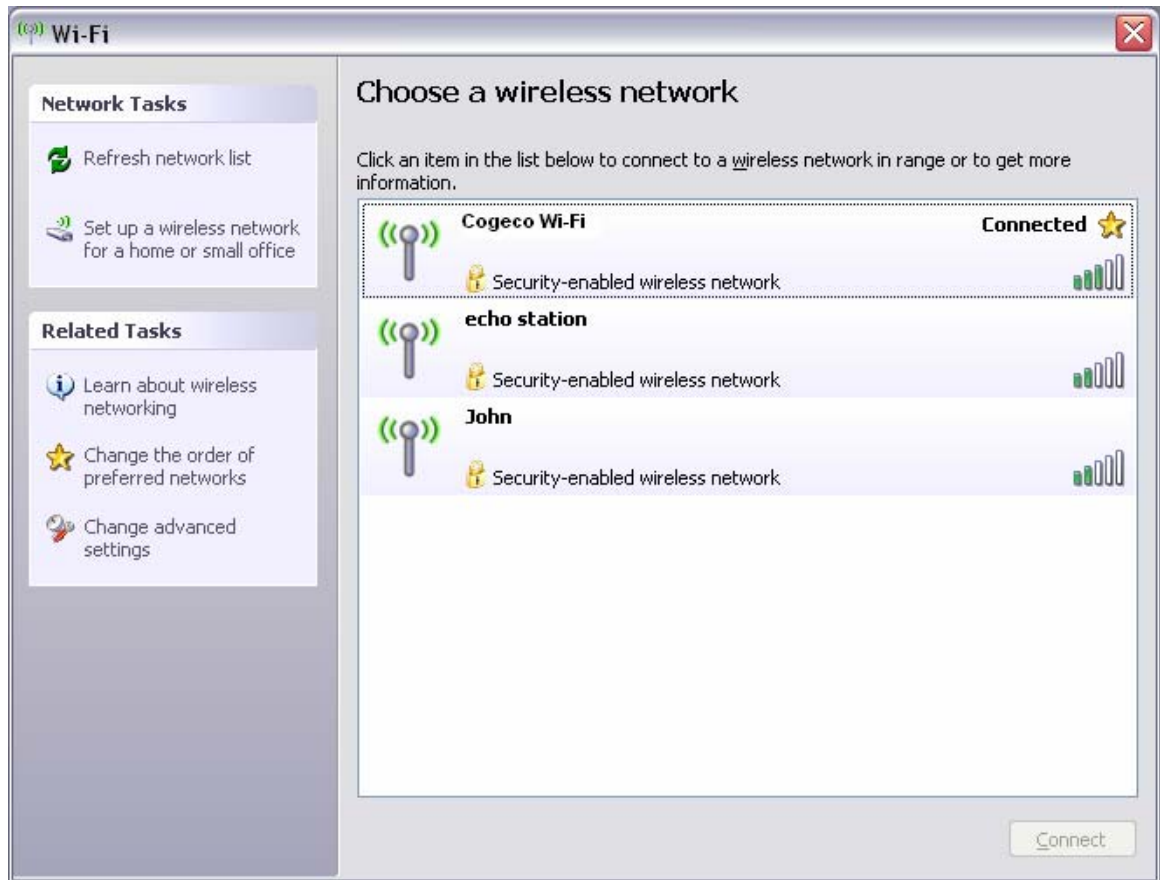 Wi-Fi
Network Tasks
Refresh network list
Set up a wireless network
for a home or small office
Related Tasks
Learn about wireless
networking
Change the order of
preferred networks
Change advanced
settings
Choose a wireless network
Click an item in the list below to connect to a wireless network in range or to get more
information.
Cogeco Wi-Fi Connected
Security-enabled wireless network
echo station
Security-enabled wireless network
John
Security-enabled wireless network
Connect